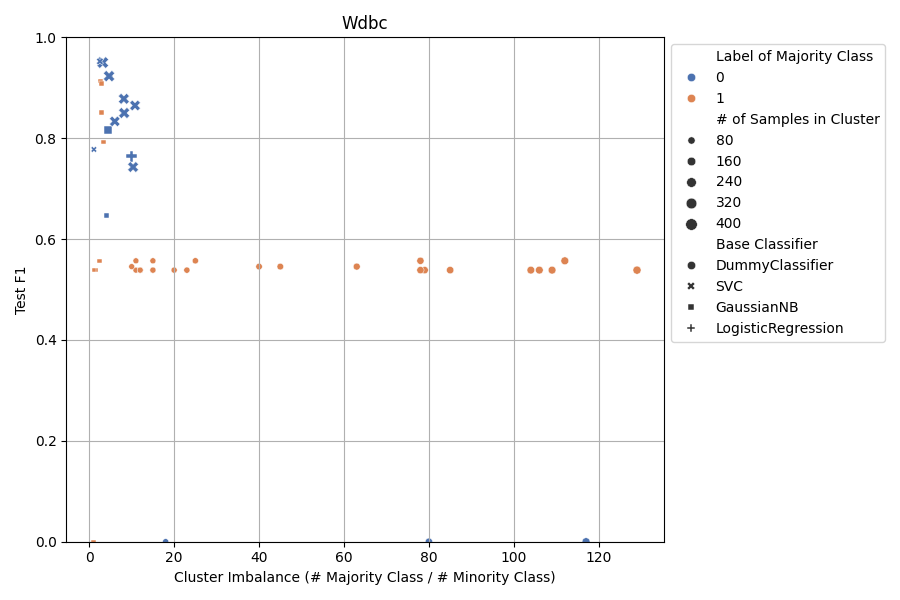 Wdbc
1.0
0.8
0.6
0.4
0.2
0.0
Test F1
0
20
40
60
80
100
120
Cluster Imbalance (# Majority Class / # Minority Class)
Label of Majority Class
0
1
# of Samples in Cluster
80
160
240
320
400
Base Classifier
DummyClassifier
SVC
GaussianNB
LogisticRegression